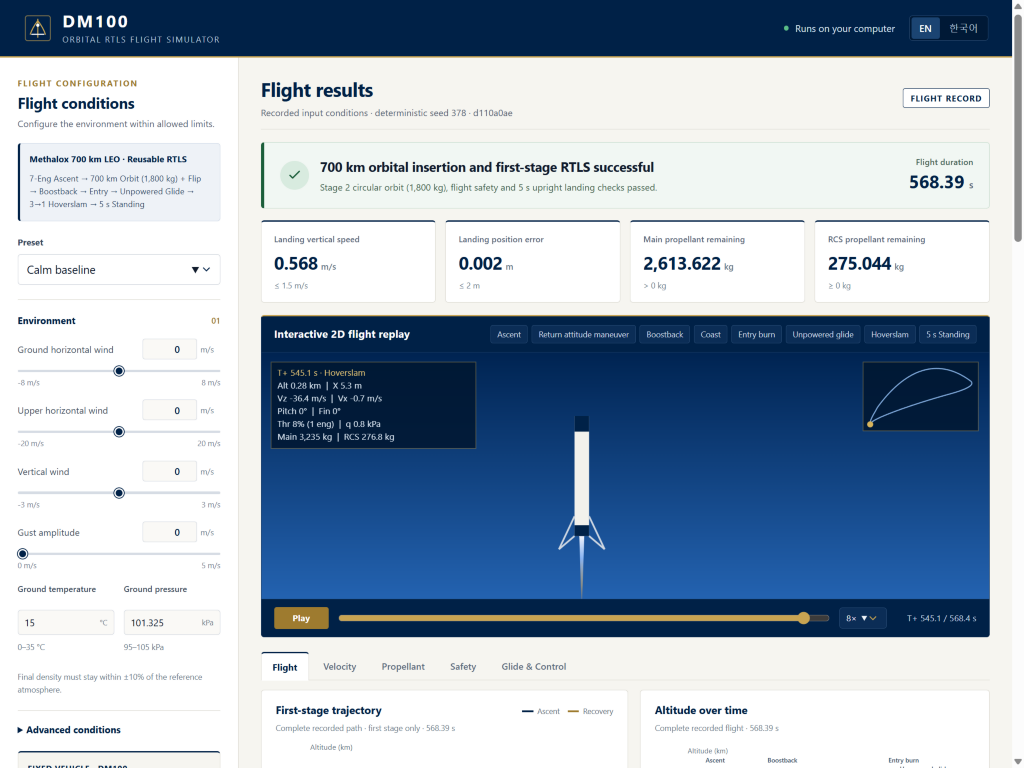 DM100
ORBITAL RTLS FLIGHT SIMULATOR
Runs on your computer
EN
한국어
FLIGHT CONFIGURATION
Flight conditions
Configure the environment within allowed limits.
Methalox 700 km LEO · Reusable RTLS
7-Eng Ascent → 700 km Orbit (1,800 kg) + Flip
→ Boostback → Entry → Unpowered Glide →
3→1 Hoverslam → 5 s Standing
Preset
Calm baseline
Environment
01
Ground horizontal wind
0 m/s
-8 m/s
8 m/s
Upper horizontal wind
0 m/s
-20 m/s
20 m/s
Vertical wind
0 m/s
-3 m/s
3 m/s
Gust amplitude
0 m/s
0 m/s
5 m/s
Ground temperature
Ground pressure
15 °C
101.325 kPa
0–35 °C
95–105 kPa
Final density must stay within ±10% of the reference
atmosphere.
Advanced conditions
Flight results
Recorded input conditions · deterministic seed 378 · d110a0ae
FLIGHT RECORD
700 km orbital insertion and first-stage RTLS successful
Stage 2 circular orbit (1,800 kg), flight safety and 5 s upright landing checks passed.
Flight duration
568.39 s
Landing vertical speed
0.568 m/s
≤ 1.5 m/s
Landing position error
0.002 m
≤ 2 m
Main propellant remaining
2,613.622 kg
> 0 kg
RCS propellant remaining
275.044 kg
≥ 0 kg
Interactive 2D flight replay
Ascent
Return attitude maneuver
Boostback
Coast
Entry burn
Unpowered glide
Hoverslam
5 s Standing
T+ 545.1 s · Hoverslam
Alt 0.28 km | X 5.3 m
Vz -36.4 m/s | Vx -0.7 m/s
Pitch 0° | Fin 0°
Thr 8% (1 eng) | q 0.8 kPa
Main 3,235 kg | RCS 276.8 kg
Play
8×
T+ 545.1 / 568.4 s
Flight
Velocity
Propellant
Safety
Glide & Control
First-stage trajectory
Ascent
Recovery
Complete recorded path · first stage only · 568.39 s
Altitude (km)
Altitude over time
Complete recorded flight · 568.39 s
Altitude (km)
Ascent
Boostback
Entry burn